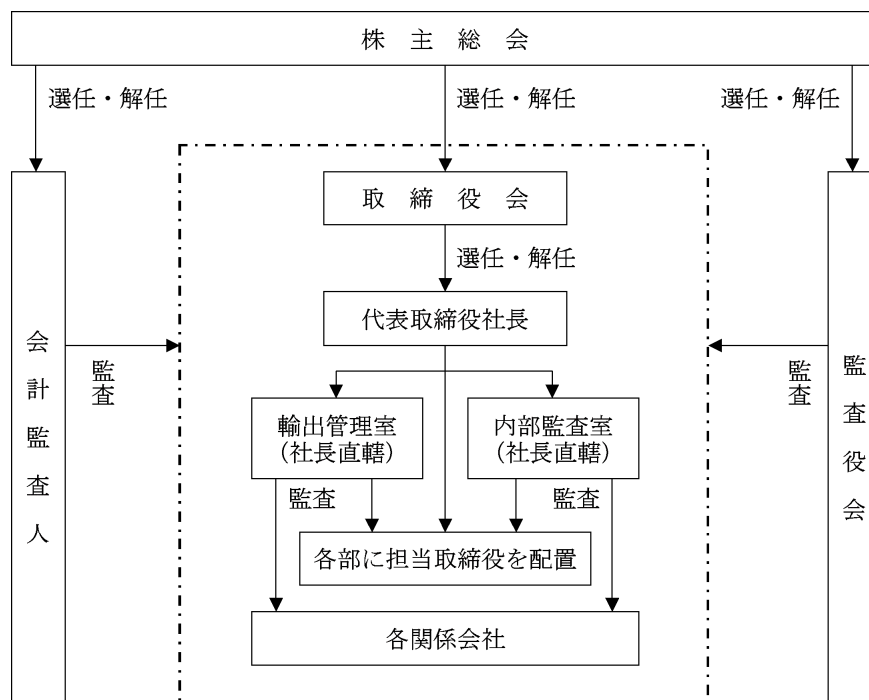 株主総会
選任・解任
選任・解任
選任・解任
取締役会
選任・解任
代表取締役社長
会計監査人
監査
監査
監査役会
輸出管理室
（社長直轄）
内部監査室
（社長直轄）
監査
監査
各部に担当取締役を配置
各関係会社